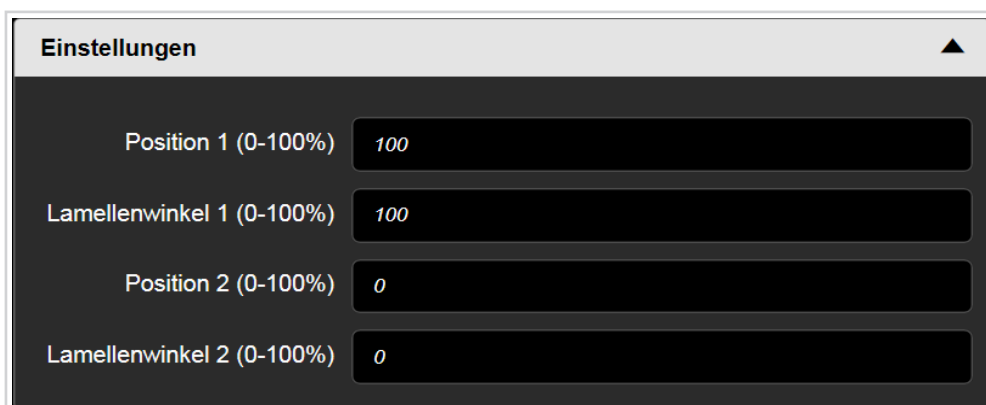 Einstellungen
Position 1 (0-100%) 100
Lamellenwinkel 1 (0-100%) 100
Position 2 (0-100%) 0
Lamellenwinkel 2 (0-100%) 0